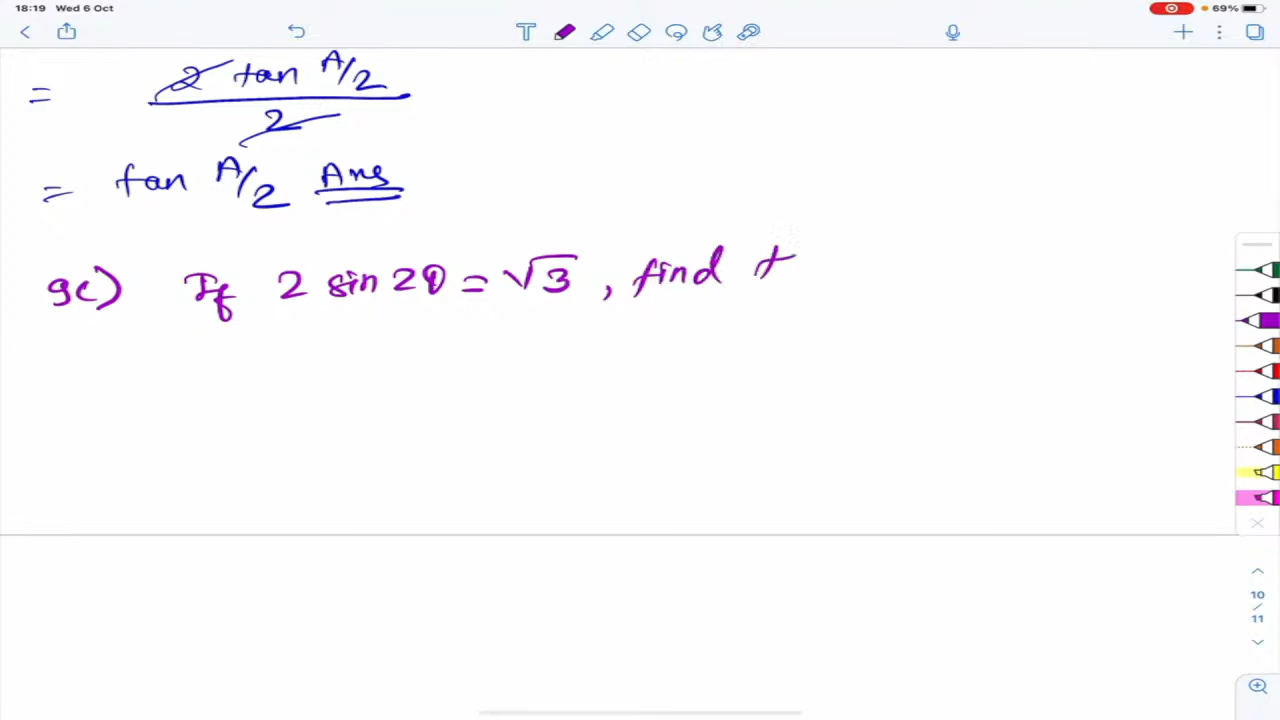 18:19 Wed 6 Oct
69%
T
= 2 tan A/2
2
= tan A/2 Ans
9c) If 2 sin 2θ = √3 , find t
10
/
11